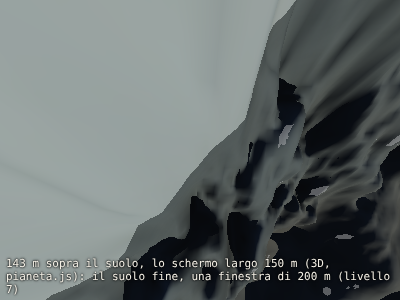 143 m sopra il suolo, lo schermo largo 150 m (3D,
pianeta.js): il suolo fine, una finestra di 200 m (livello
7)